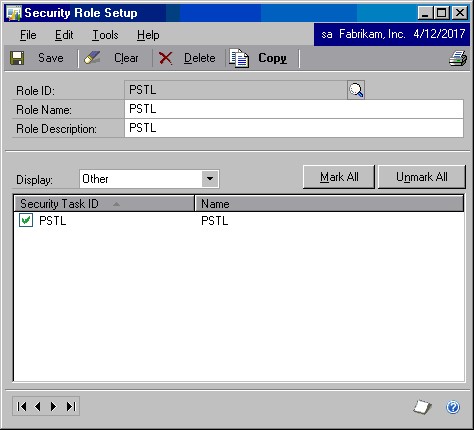 Security Role Setup
File Edit Tools Help sa Fabrikam, Inc. 4/12/2017
Save Clear Delete Copy
Role ID: PSTL
Role Name: PSTL
Role Description: PSTL
Display: Other Mark All Unmark All
Security Task ID Name
PSTL PSTL